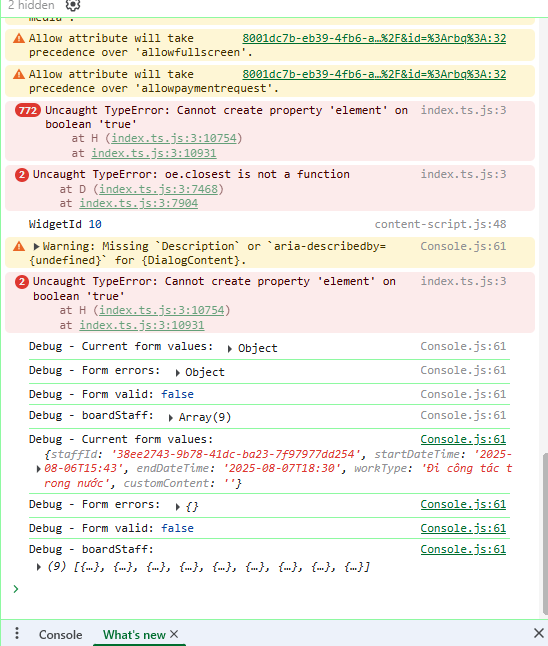 2 hidden
media'.
Allow attribute will take 8001dc7b-eb39-4fb6-a…%2F&id=%3Arbq%3A:32
precedence over 'allowfullscreen'.
Allow attribute will take 8001dc7b-eb39-4fb6-a…%2F&id=%3Arbq%3A:32
precedence over 'allowpaymentrequest'.
772 Uncaught TypeError: Cannot create property 'element' on index.ts.js:3
boolean 'true'
at H (index.ts.js:3:10754)
at index.ts.js:3:10931
2 Uncaught TypeError: oe.closest is not a function index.ts.js:3
at D (index.ts.js:3:7468)
at index.ts.js:3:7904
WidgetId 10 content-script.js:48
Warning: Missing `Description` or `aria-describedby= Console.js:61
{undefined}` for {DialogContent}.
2 Uncaught TypeError: Cannot create property 'element' on index.ts.js:3
boolean 'true'
at H (index.ts.js:3:10754)
at index.ts.js:3:10931
Debug - Current form values: Object Console.js:61
Debug - Form errors: Object Console.js:61
Debug - Form valid: false Console.js:61
Debug - boardStaff: Array(9) Console.js:61
Debug - Current form values: Console.js:61
{staffId: '38ee2743-9b78-41dc-ba23-7f97977dd254', startDateTime: '2025-
08-06T15:43', endDateTime: '2025-08-07T18:30', workType: 'Đi công tác t
rong nước', customContent: ''}
Debug - Form errors: {} Console.js:61
Debug - Form valid: false Console.js:61
Debug - boardStaff: Console.js:61
(9) [{…}, {…}, {…}, {…}, {…}, {…}, {…}, {…}, {…}]
Console What's new